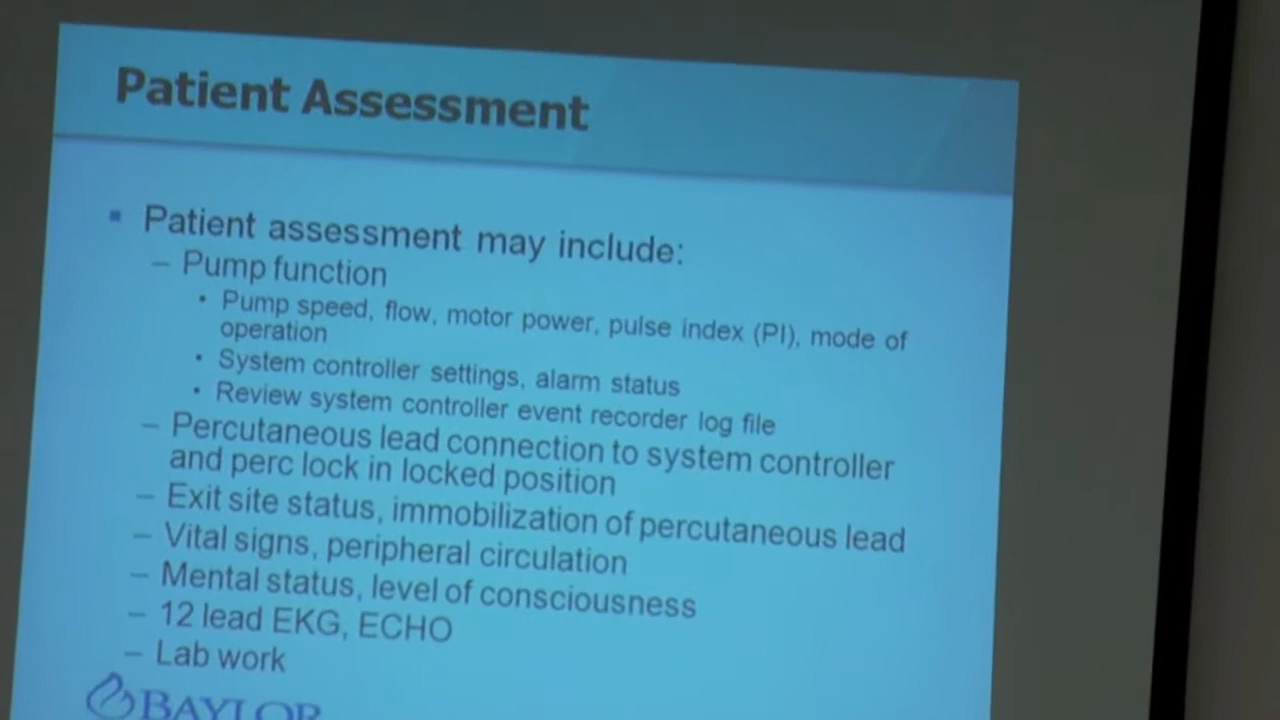 Patient Assessment
▪ Patient assessment may include:
– Pump function
• Pump speed, flow, motor power, pulse index (PI), mode of
operation
• System controller settings, alarm status
• Review system controller event recorder log file
– Percutaneous lead connection to system controller
and perc lock in locked position
– Exit site status, immobilization of percutaneous lead
– Vital signs, peripheral circulation
– Mental status, level of consciousness
– 12 lead EKG, ECHO
– Lab work
BAYLOR